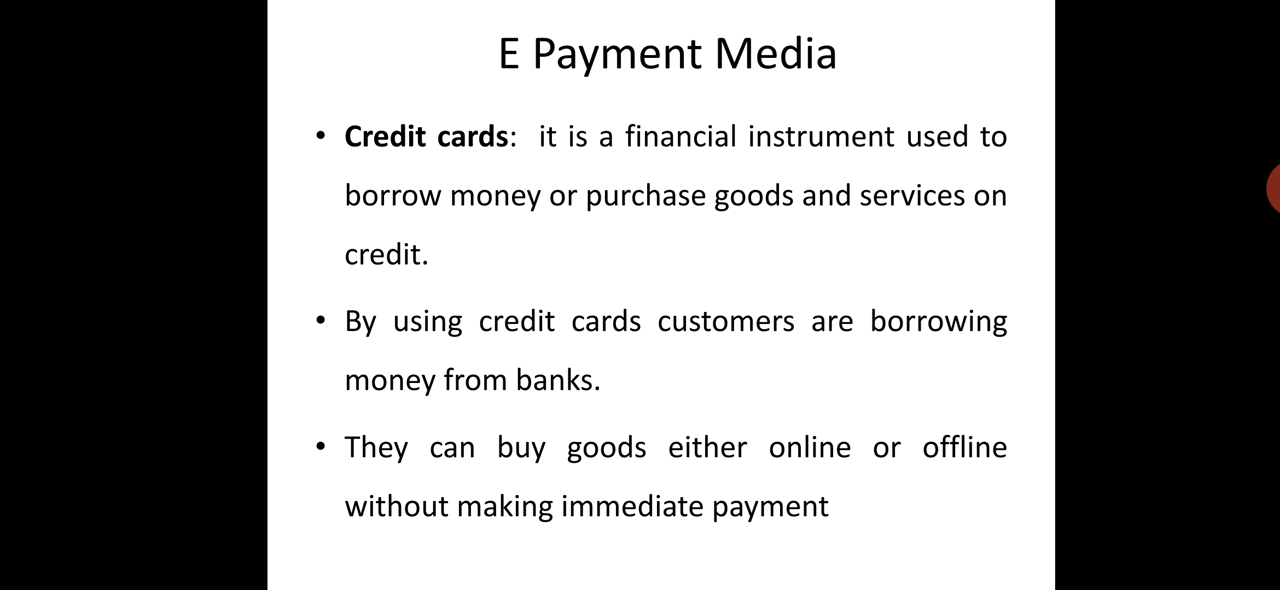 E Payment Media
• Credit cards: it is a financial instrument used to
borrow money or purchase goods and services on
credit.
• By using credit cards customers are borrowing
money from banks.
• They can buy goods either online or offline
without making immediate payment